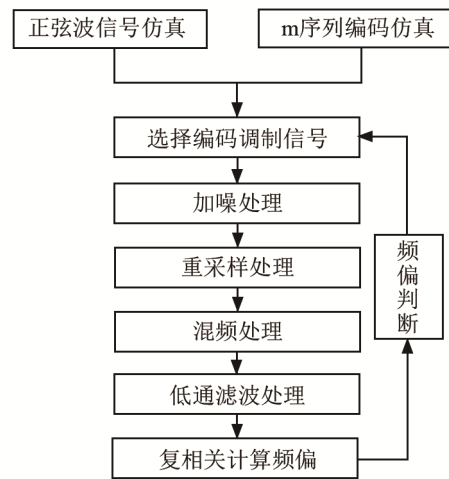 正弦波信号仿真
m序列编码仿真
选择编码调制信号
加噪处理
重采样处理
混频处理
低通滤波处理
复相关计算频偏
频偏判断